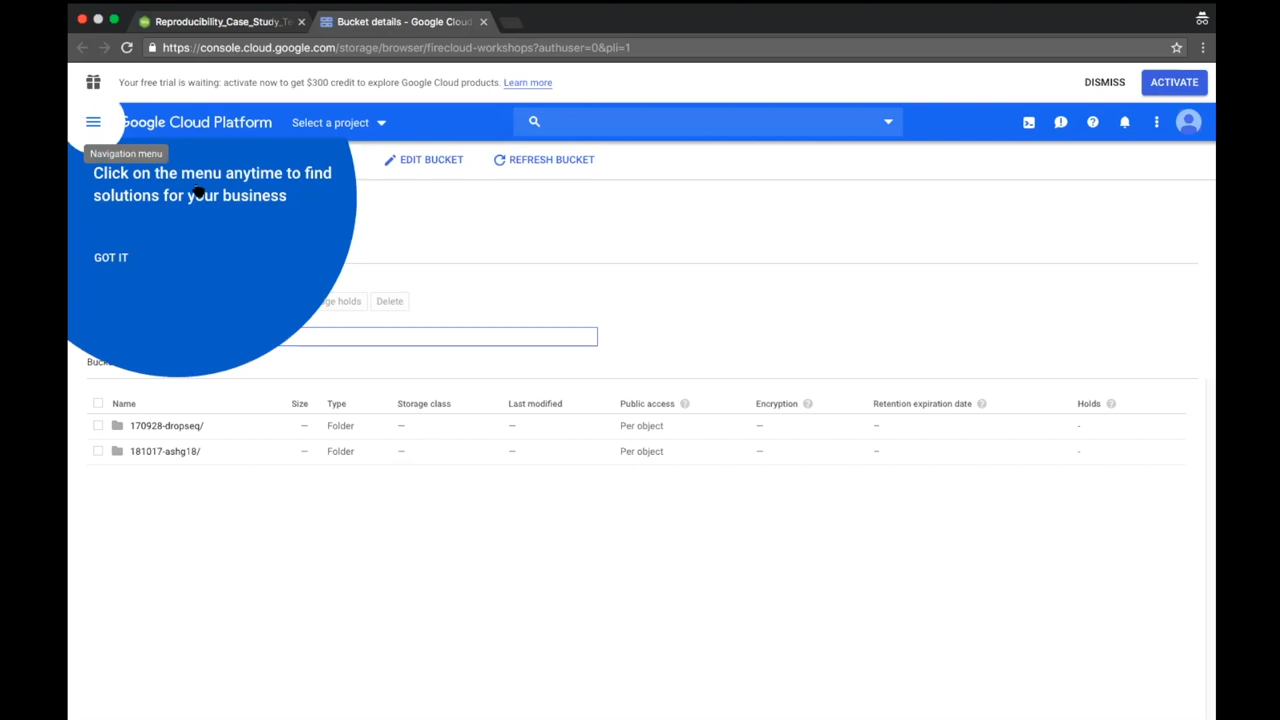 Reproducibility_Case_Study_Te
Bucket details - Google Cloud
https://console.cloud.google.com/storage/browser/firecloud-workshops?authuser=0&pli=1
Your free trial is waiting: activate now to get $300 credit to explore Google Cloud products. Learn more
DISMISS
ACTIVATE
Google Cloud Platform
Select a project
Navigation menu
EDIT BUCKET
REFRESH BUCKET
Click on the menu anytime to find
solutions for your business
GOT IT
holds
Delete
Name
Size
Type
Storage class
Last modified
Public access
Encryption
Retention expiration date
Holds
170928-dropseq/
—
Folder
—
—
Per object
—
—
-
181017-ashg18/
—
Folder
—
—
Per object
—
—
-